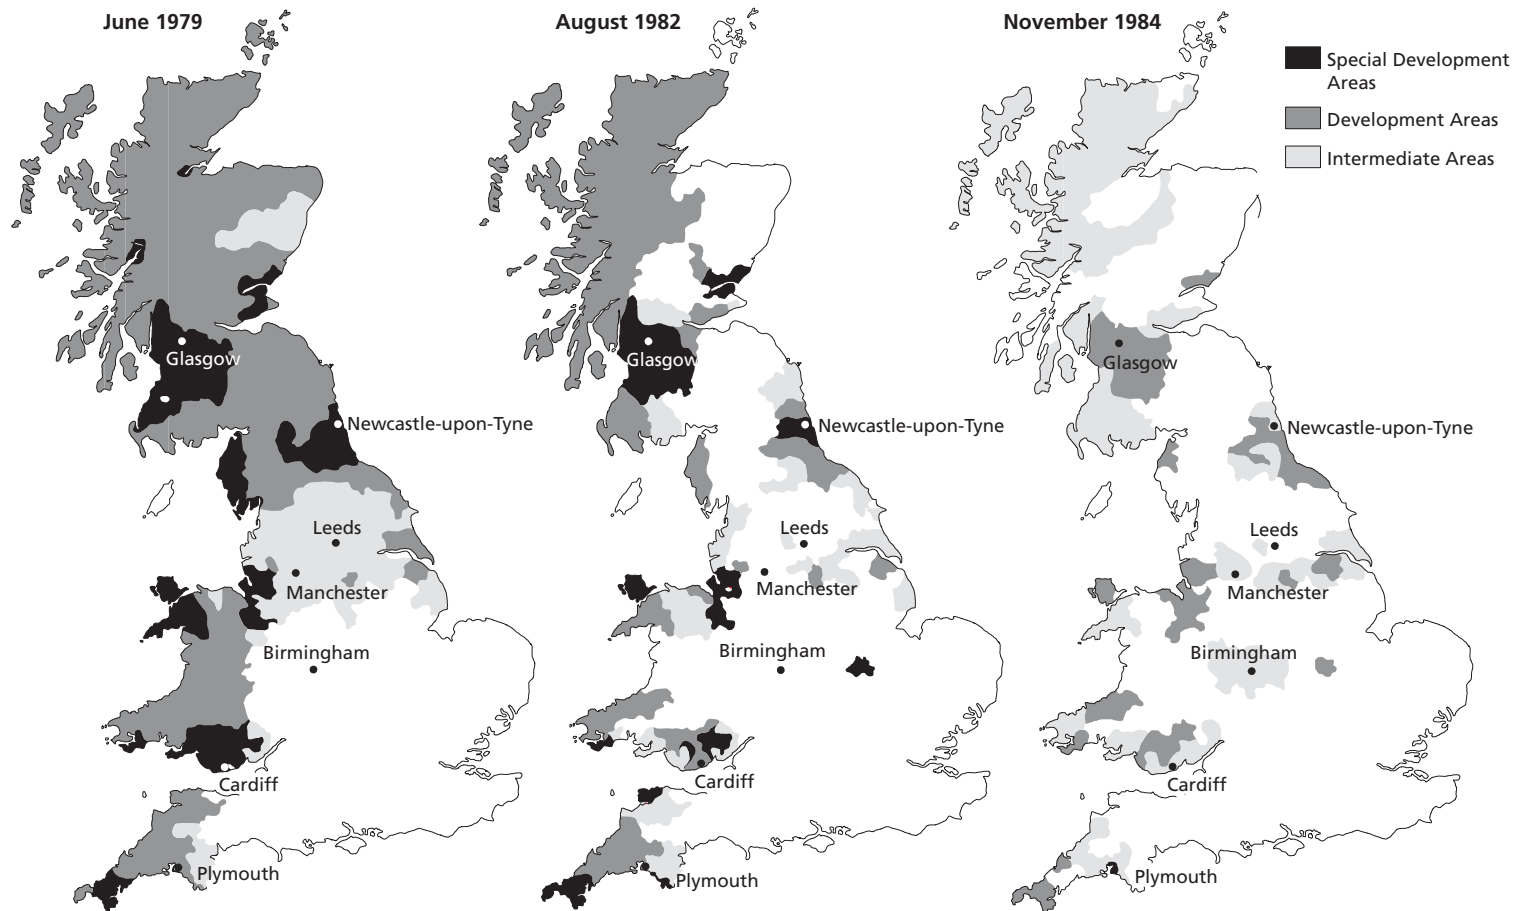 June 1979
Glasgow
Newcastle-upon-Tyne
Leeds
Manchester
Birmingham
Cardiff
Plymouth
August 1982
Glasgow
Newcastle-upon-Tyne
Leeds
Manchester
Birmingham
Cardiff
Plymouth
November 1984
Glasgow
Newcastle-upon-Tyne
Leeds
Manchester
Birmingham
Cardiff
Plymouth
Special Development
Areas
Development Areas
Intermediate Areas